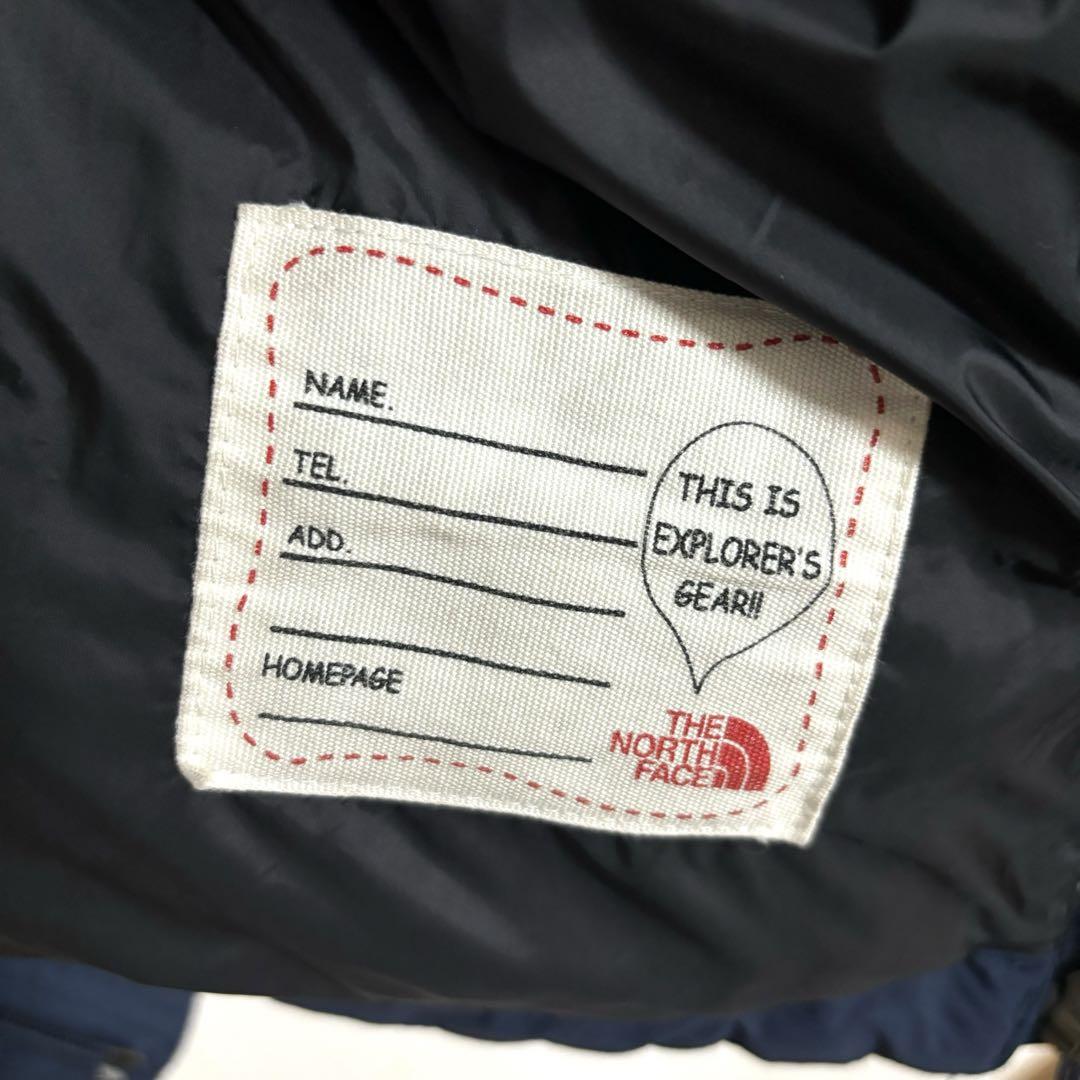 NAME.
TEL.
ADD.
HOMEPAGE
THIS IS
EXPLORER'S
GEAR!!
THE
NORTH
FACE